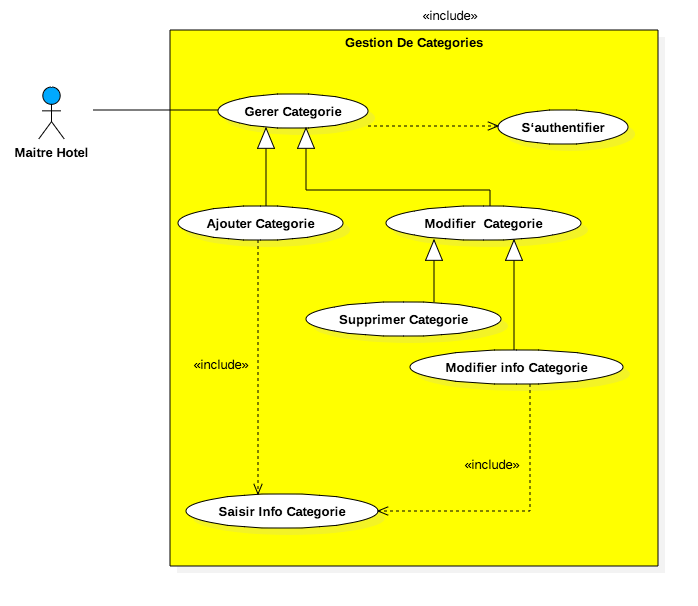 «include»
Gestion De Categories
Gerer Categorie
S'authentifier
Maitre Hotel
Ajouter Categorie
Modifier  Categorie
Supprimer Categorie
«include»
Modifier info Categorie
«include»
Saisir Info Categorie